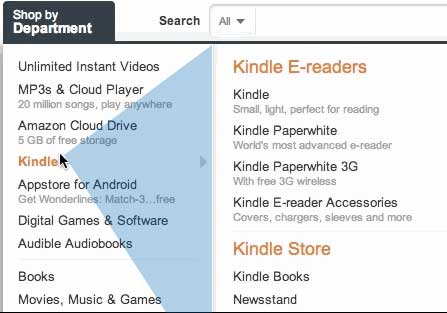 Shop by
Department
Search
All
Unlimited Instant Videos
MP3s & Cloud Player
20 million songs, play anywhere
Amazon Cloud Drive
5 GB of free storage
Kindle
Appstore for Android
Get Wonderlines: Match-3...free
Digital Games & Software
Audible Audiobooks
Books
Movies, Music & Games
Kindle E-readers
Kindle
Small, light, perfect for reading
Kindle Paperwhite
World's most advanced e-reader
Kindle Paperwhite 3G
With free 3G wireless
Kindle E-reader Accessories
Covers, chargers, sleeves and more
Kindle Store
Kindle Books
Newsstand